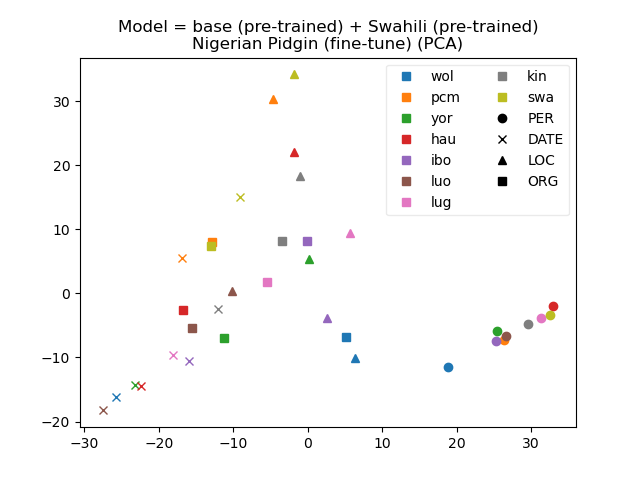 Model = base (pre-trained) + Swahili (pre-trained)
Nigerian Pidgin (fine-tune) (PCA)
wol
pcm
yor
hau
ibo
luo
lug
kin
swa
PER
DATE
LOC
ORG
30
20
10
0
−10
−20
−30
−20
−10
0
10
20
30